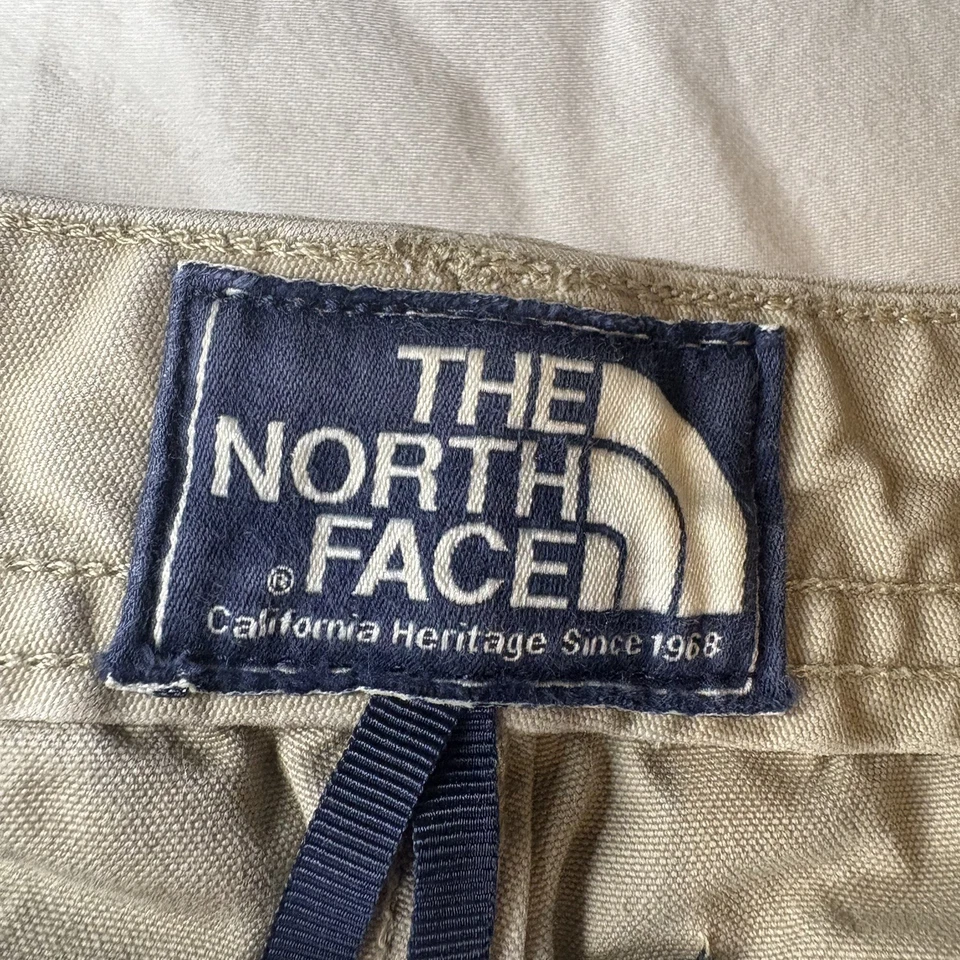 THE
NORTH
® FACE
California Heritage Since 1968